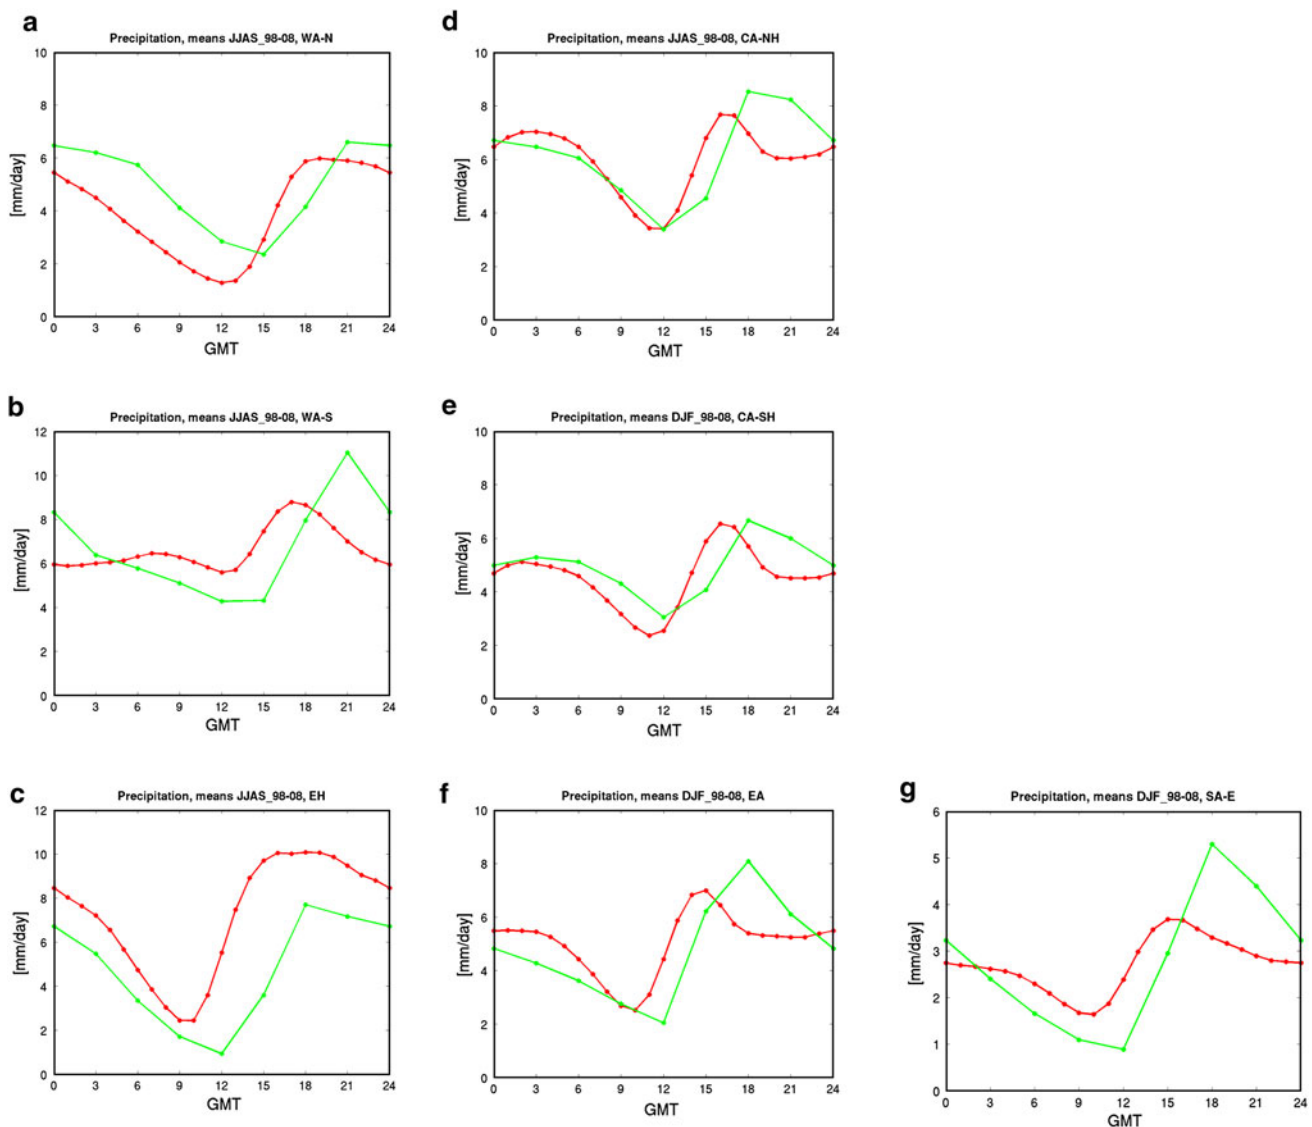 a
Precipitation, means JJAS_98-08, WA-N
10
8
6
4
2
0
[mm/day]
0 3 6 9 12 15 18 21 24
GMT
d
Precipitation, means JJAS_98-08, CA-NH
10
8
6
4
2
0
[mm/day]
0 3 6 9 12 15 18 21 24
GMT
b
Precipitation, means JJAS_98-08, WA-S
12
10
8
6
4
2
0
[mm/day]
0 3 6 9 12 15 18 21 24
GMT
e
Precipitation, means DJF_98-08, CA-SH
10
8
6
4
2
0
[mm/day]
0 3 6 9 12 15 18 21 24
GMT
c
Precipitation, means JJAS_98-08, EH
12
10
8
6
4
2
0
[mm/day]
0 3 6 9 12 15 18 21 24
GMT
f
Precipitation, means DJF_98-08, EA
10
8
6
4
2
0
[mm/day]
0 3 6 9 12 15 18 21 24
GMT
g
Precipitation, means DJF_98-08, SA-E
6
5
4
3
2
1
0
[mm/day]
0 3 6 9 12 15 18 21 24
GMT